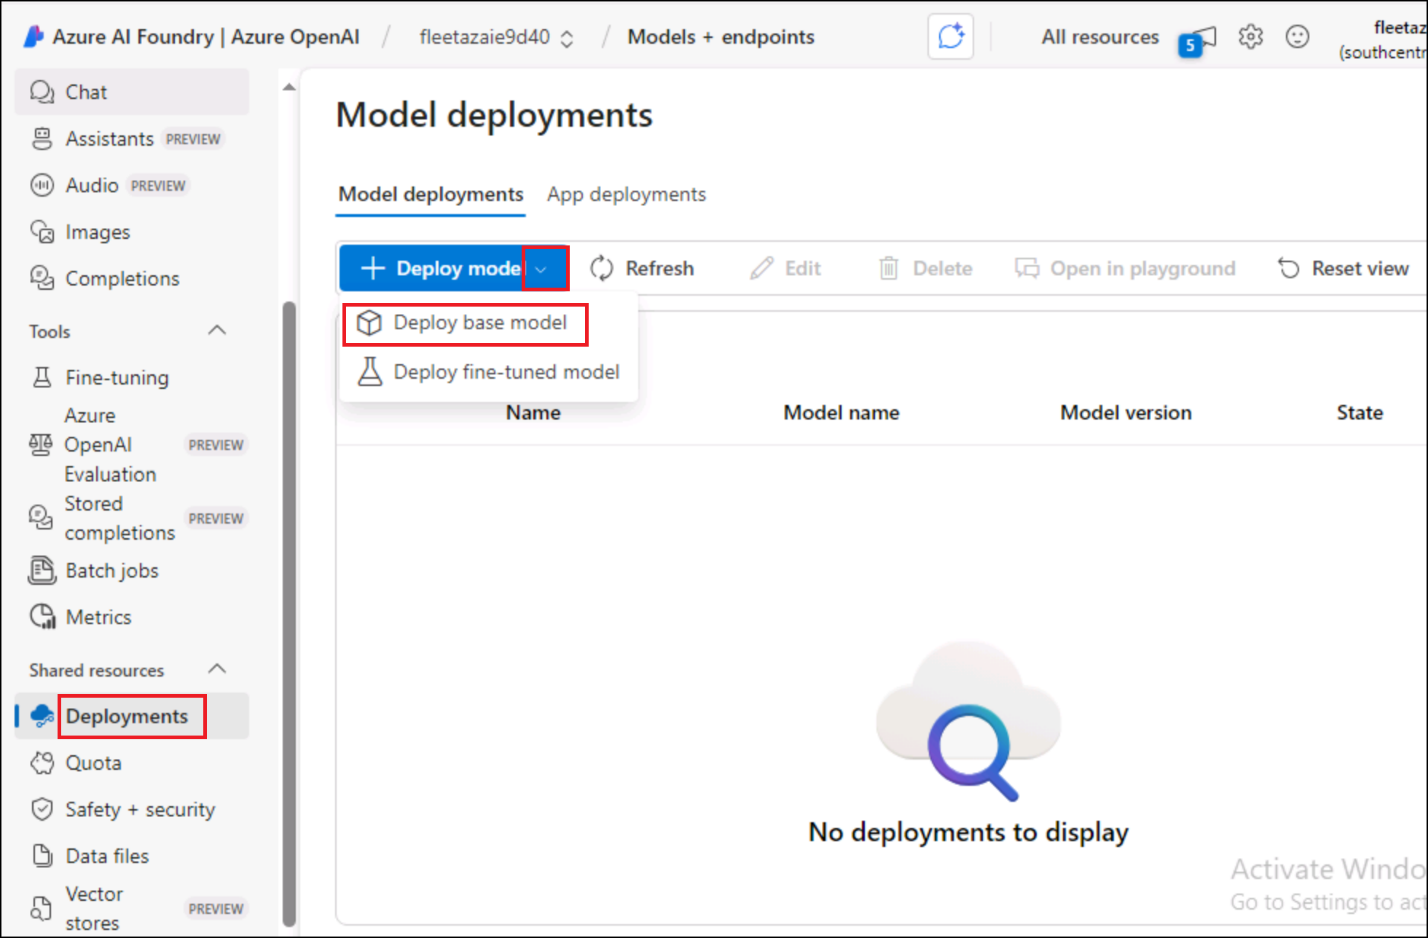 Azure AI Foundry | Azure OpenAI / fleetazaie9d40 / Models + endpoints
All resources 5
fleetaz
(southcentr
Chat
Assistants PREVIEW
Audio PREVIEW
Images
Completions
Tools
Fine-tuning
Azure
OpenAI PREVIEW
Evaluation
Stored
completions PREVIEW
Batch jobs
Metrics
Shared resources
Deployments
Quota
Safety + security
Data files
Vector
stores PREVIEW
Model deployments
Model deployments App deployments
Deploy model Refresh Edit Delete Open in playground Reset view
Deploy base model
Deploy fine-tuned model
Name Model name Model version State
No deployments to display
Activate Windo
Go to Settings to act